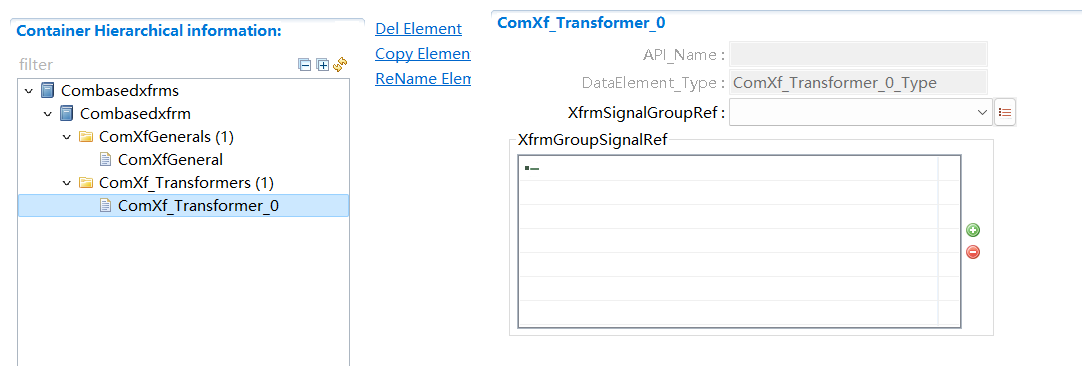 Container Hierarchical information:
filter
Combasedxfrms
Combasedxfrm
ComXfGenerals (1)
ComXfGeneral
ComXf_Transformers (1)
ComXf_Transformer_0
Del Element
Copy Elemen
ReName Elem
ComXf_Transformer_0
API_Name :
DataElement_Type : ComXf_Transformer_0_Type
XfrmSignalGroupRef :
XfrmGroupSignalRef